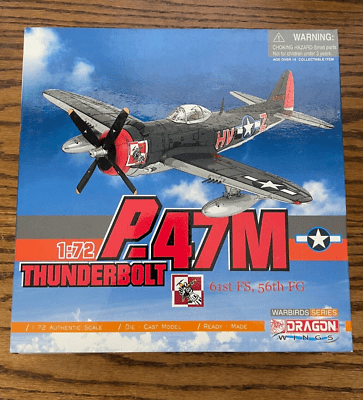 WARNING:
CHOKING HAZARD-Small parts
Not for children under 3 years.
HV
P.47M
1:72
THUNDERBOLT
61st FS, 56th FG
WARBIRDS SERIES
DRAGON
WINGS
1:72 AUTHENTIC SCALE / DIE CAST MODEL / READY MADE